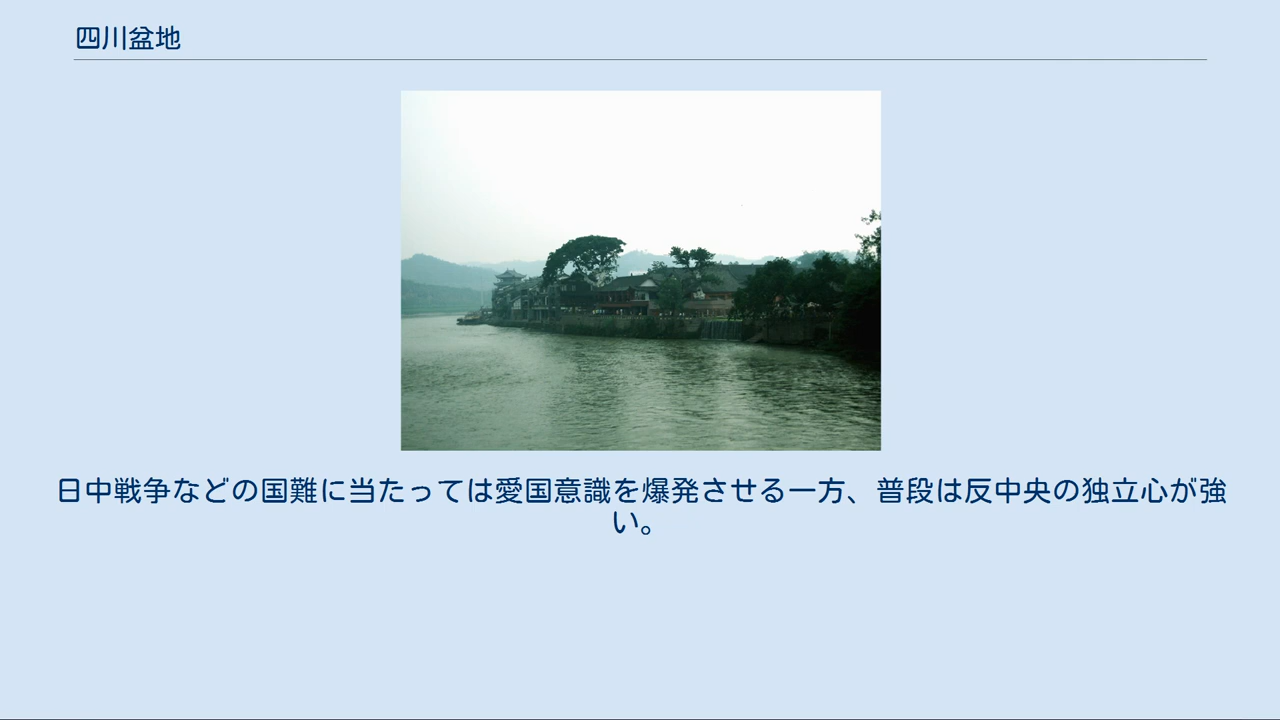 四川盆地
日中戦争などの国難に当たっては愛国意識を爆発させる一方、普段は反中央の独立心が強
い。